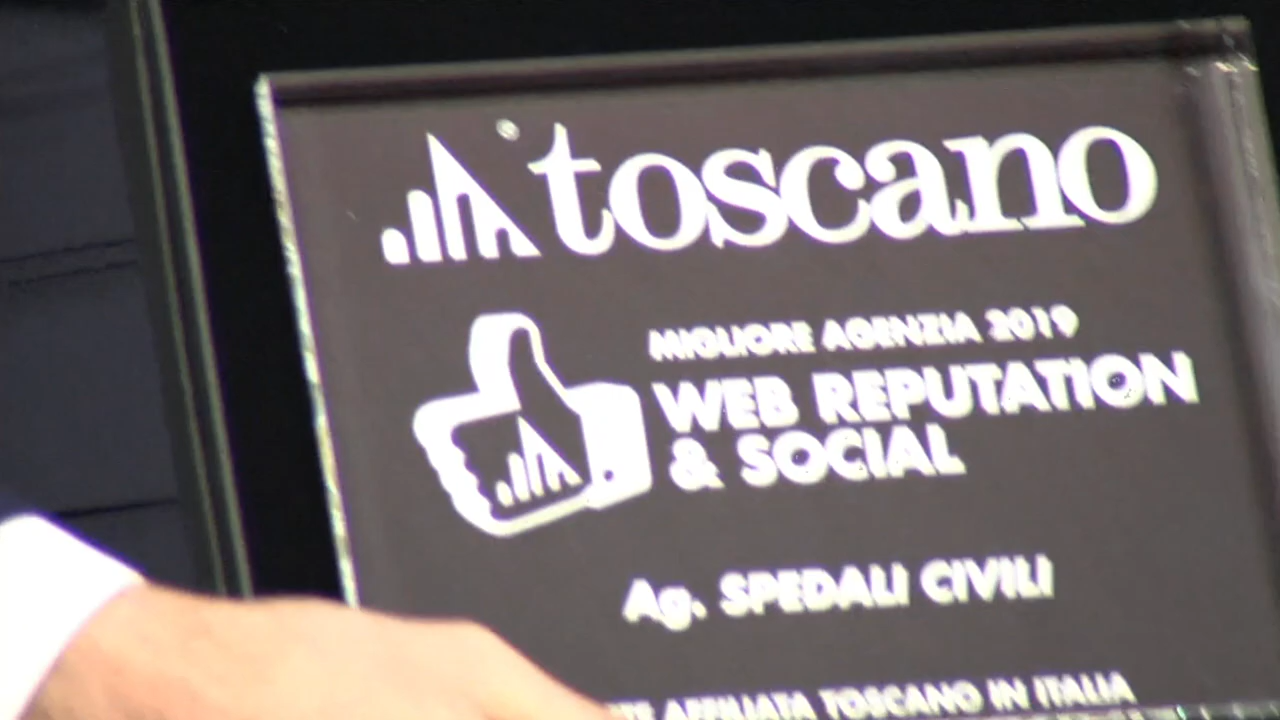 toscano
MIGLIORE AGENZIA 2019
WEB REPUTATION
& SOCIAL
Ag. SPEDALI CIVILI
AFFILIATA TOSCANO IN ITALIA